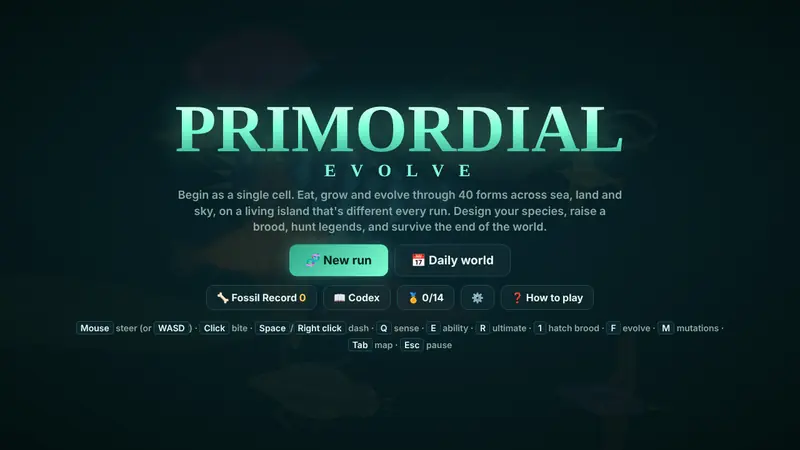 PRIMORDIAL
EVOLVE
Begin as a single cell. Eat, grow and evolve through 40 forms across sea, land and
sky, on a living island that's different every run. Design your species, raise a
brood, hunt legends, and survive the end of the world.
🧬 New run 📅 Daily world
🦴 Fossil Record 0 📖 Codex 🏅 0/14 ⚙️ ❓ How to play
Mouse steer (or WASD ) · Click bite · Space / Right click dash · Q sense · E ability · R ultimate · 1 hatch brood · F evolve · M mutations ·
Tab map · Esc pause